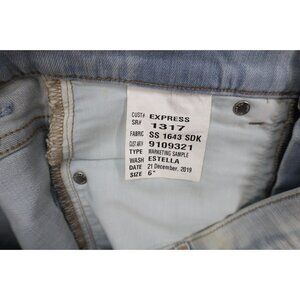 CUST# EXPRESS
SR# 1317
FABRIC SS 1643 SDK
CUST ART# 9109321
TYPE MARKETING SAMPLE
WASH ESTELLA
DATE 21 December, 2019
SIZE 6"